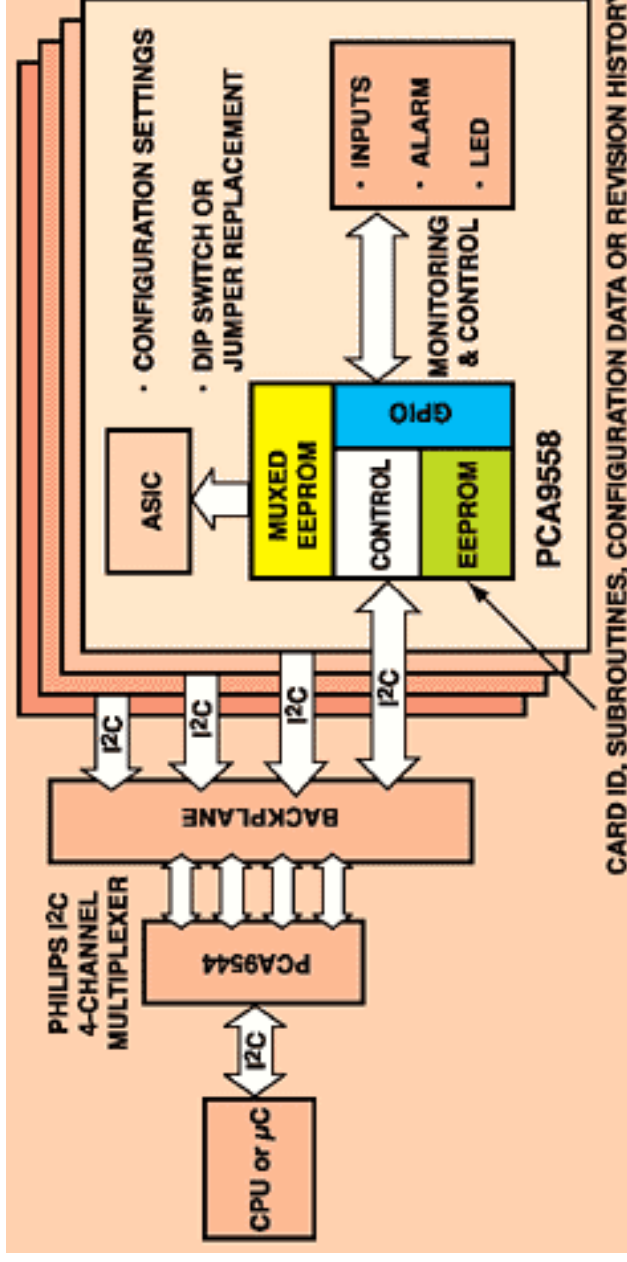 PHILIPS I²C
4-CHANNEL
MULTIPLEXER
CPU or µC
I²C
PCA9544
BACKPLANE
I²C
I²C
I²C
I²C
ASIC
· CONFIGURATION SETTINGS
· DIP SWITCH OR
JUMPER REPLACEMENT
MUXED
EEPROM
CONTROL
EEPROM
GPIO
MONITORING
& CONTROL
· INPUTS
· ALARM
· LED
PCA9558
CARD ID, SUBROUTINES, CONFIGURATION DATA OR REVISION HISTORY